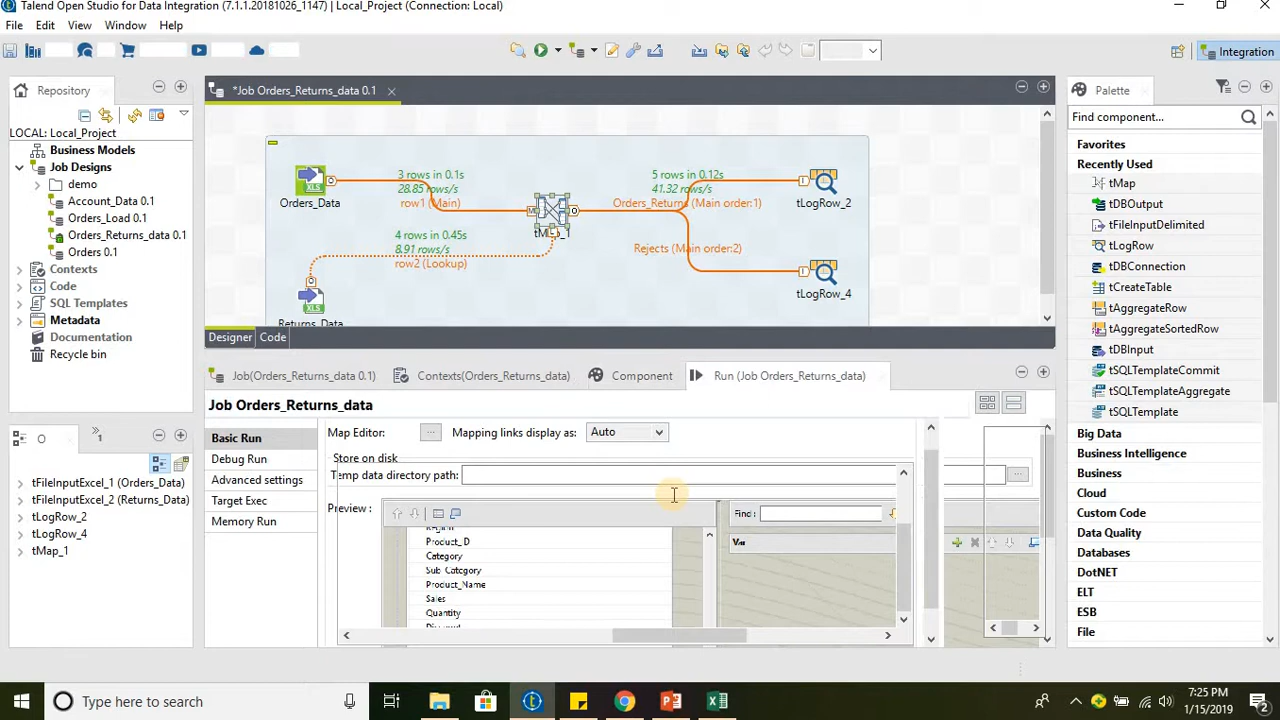 Talend Open Studio for Data Integration (7.1.1.20181026_1147) | Local_Project (Connection: Local)
File Edit View Window Help
Integration
Repository
LOCAL: Local_Project
Business Models
Job Designs
demo
Account_Data 0.1
Orders_Load 0.1
Orders_Returns_data 0.1
Orders 0.1
Contexts
Code
SQL Templates
Metadata
Documentation
Recycle bin
*Job Orders_Returns_data 0.1
3 rows in 0.1s
28.85 rows/s
row1 (Main)
Orders_Data
4 rows in 0.45s
8.91 rows/s
row2 (Lookup)
Returns_Data
tMap_1
5 rows in 0.12s
41.32 rows/s
Orders_Returns (Main order:1)
Rejects (Main order:2)
tLogRow_2
tLogRow_4
Designer Code
Palette
Find component...
Favorites
Recently Used
tMap
tDBOutput
tFileInputDelimited
tLogRow
tDBConnection
tCreateTable
tAggregateRow
tAggregateSortedRow
tDBInput
tSQLTemplateCommit
tSQLTemplateAggregate
tSQLTemplate
Big Data
Business Intelligence
Business
Cloud
Custom Code
Data Quality
Databases
DotNET
ELT
ESB
File
O
1
tFileInputExcel_1 (Orders_Data)
tFileInputExcel_2 (Returns_Data)
tLogRow_2
tLogRow_4
tMap_1
Job(Orders_Returns_data 0.1) Contexts(Orders_Returns_data) Component Run (Job Orders_Returns_data)
Job Orders_Returns_data
Basic Run
Debug Run
Advanced settings
Target Exec
Memory Run
Map Editor: ... Mapping links display as: Auto
Store on disk
Temp data directory path:
Preview :
Find :
Var
Product_D
Category
Sub_Category
Product_Name
Sales
Quantity
Type here to search
7:25 PM
1/15/2019
2